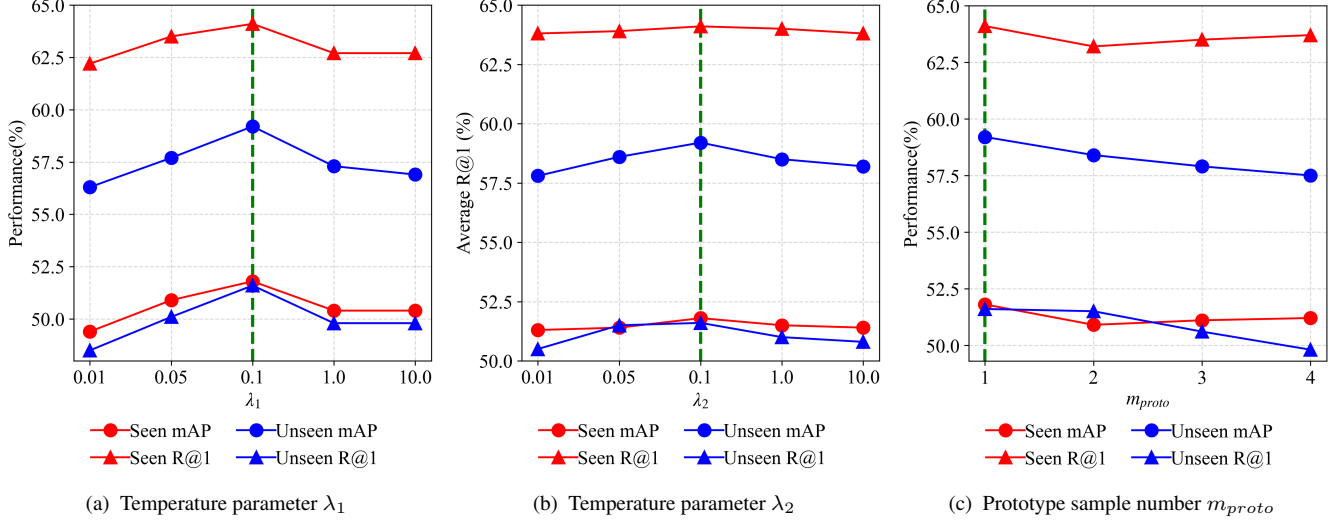 65.0
62.5
60.0
57.5
55.0
52.5
50.0
Performance(%)
0.01 0.05 0.1 1.0 10.0
λ1
Seen mAP Unseen mAP
Seen R@1 Unseen R@1
(a) Temperature parameter λ1
65.0
62.5
60.0
57.5
55.0
52.5
50.0
Average R@1 (%)
0.01 0.05 0.1 1.0 10.0
λ2
Seen mAP Unseen mAP
Seen R@1 Unseen R@1
(b) Temperature parameter λ2
65.0
62.5
60.0
57.5
55.0
52.5
50.0
Performance(%)
1 2 3 4
mproto
Seen mAP Unseen mAP
Seen R@1 Unseen R@1
(c) Prototype sample number mproto